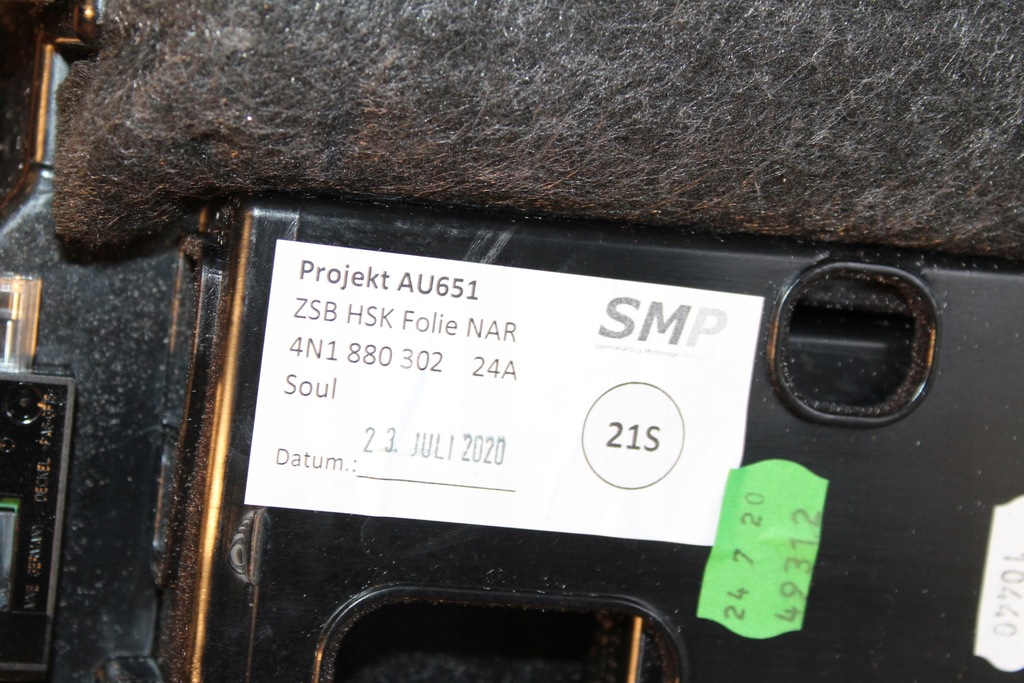 Projekt AU651
ZSB HSK Folie NAR
4N1 880 302 24A
Soul
Datum.: 23. JULI 2020
SMP
21S
24 7 20
49312
10440